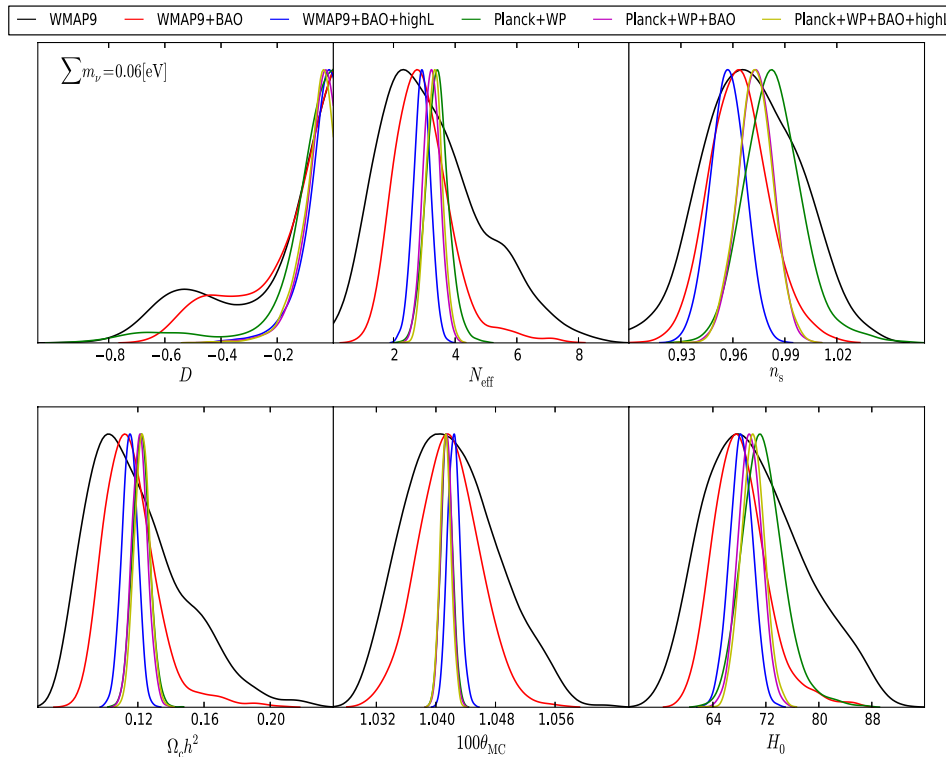 WMAP9 WMAP9+BAO WMAP9+BAO+highL Planck+WP Planck+WP+BAO Planck+WP+BAO+highL
∑ m_ν=0.06[eV]
−0.8 −0.6 −0.4 −0.2 2 4 6 8 0.93 0.96 0.99 1.02
D N_eff n_s
0.12 0.16 0.20 1.032 1.040 1.048 1.056 64 72 80 88
Ω_c h² 100θ_MC H_0